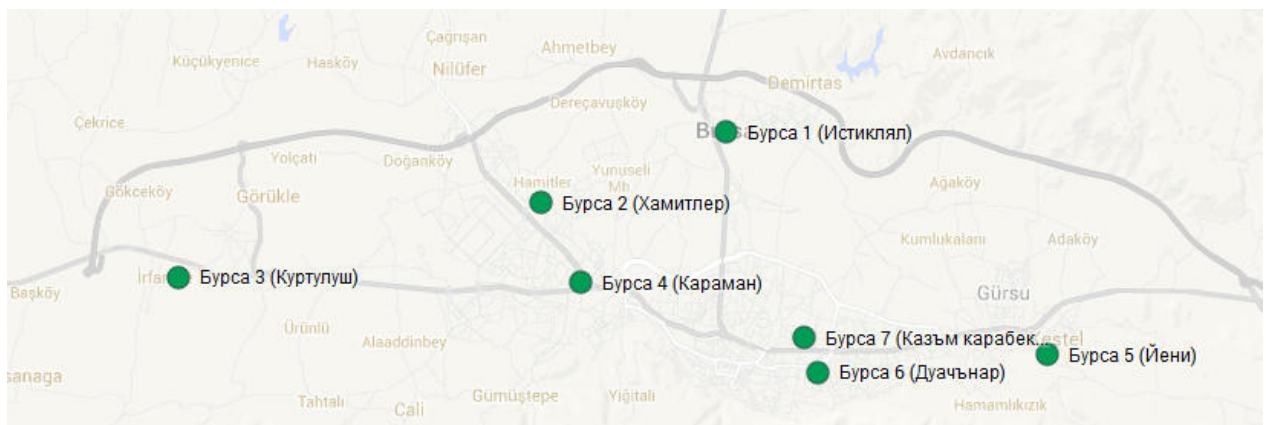 Çağrışan
Ahmetbey
Küçükyenice
Hasköy
Nilüfer
Avdancık
Demirtaş
Dereçavuşköy
Çekrice
Бурса 1 (Истиклял)
Yolçatı
Doğanköy
Yunuseli
Mh
Hamitler
Ağaköy
Gökceköy
Görükle
Бурса 2 (Хамитлер)
Kumlukalanı
Adaköy
Бурса 3 (Куртулуш)
Бурса 4 (Караман)
Başköy
Gürsu
Ürünlü
Alaaddinbey
Бурса 7 (Казъм карабек...
Бурса 5 (Йени)
Бурса 6 (Дуачънар)
sanaga
Tahtalı
Cali
Gümüştepe
Yiğitali
Hamamlıkızık